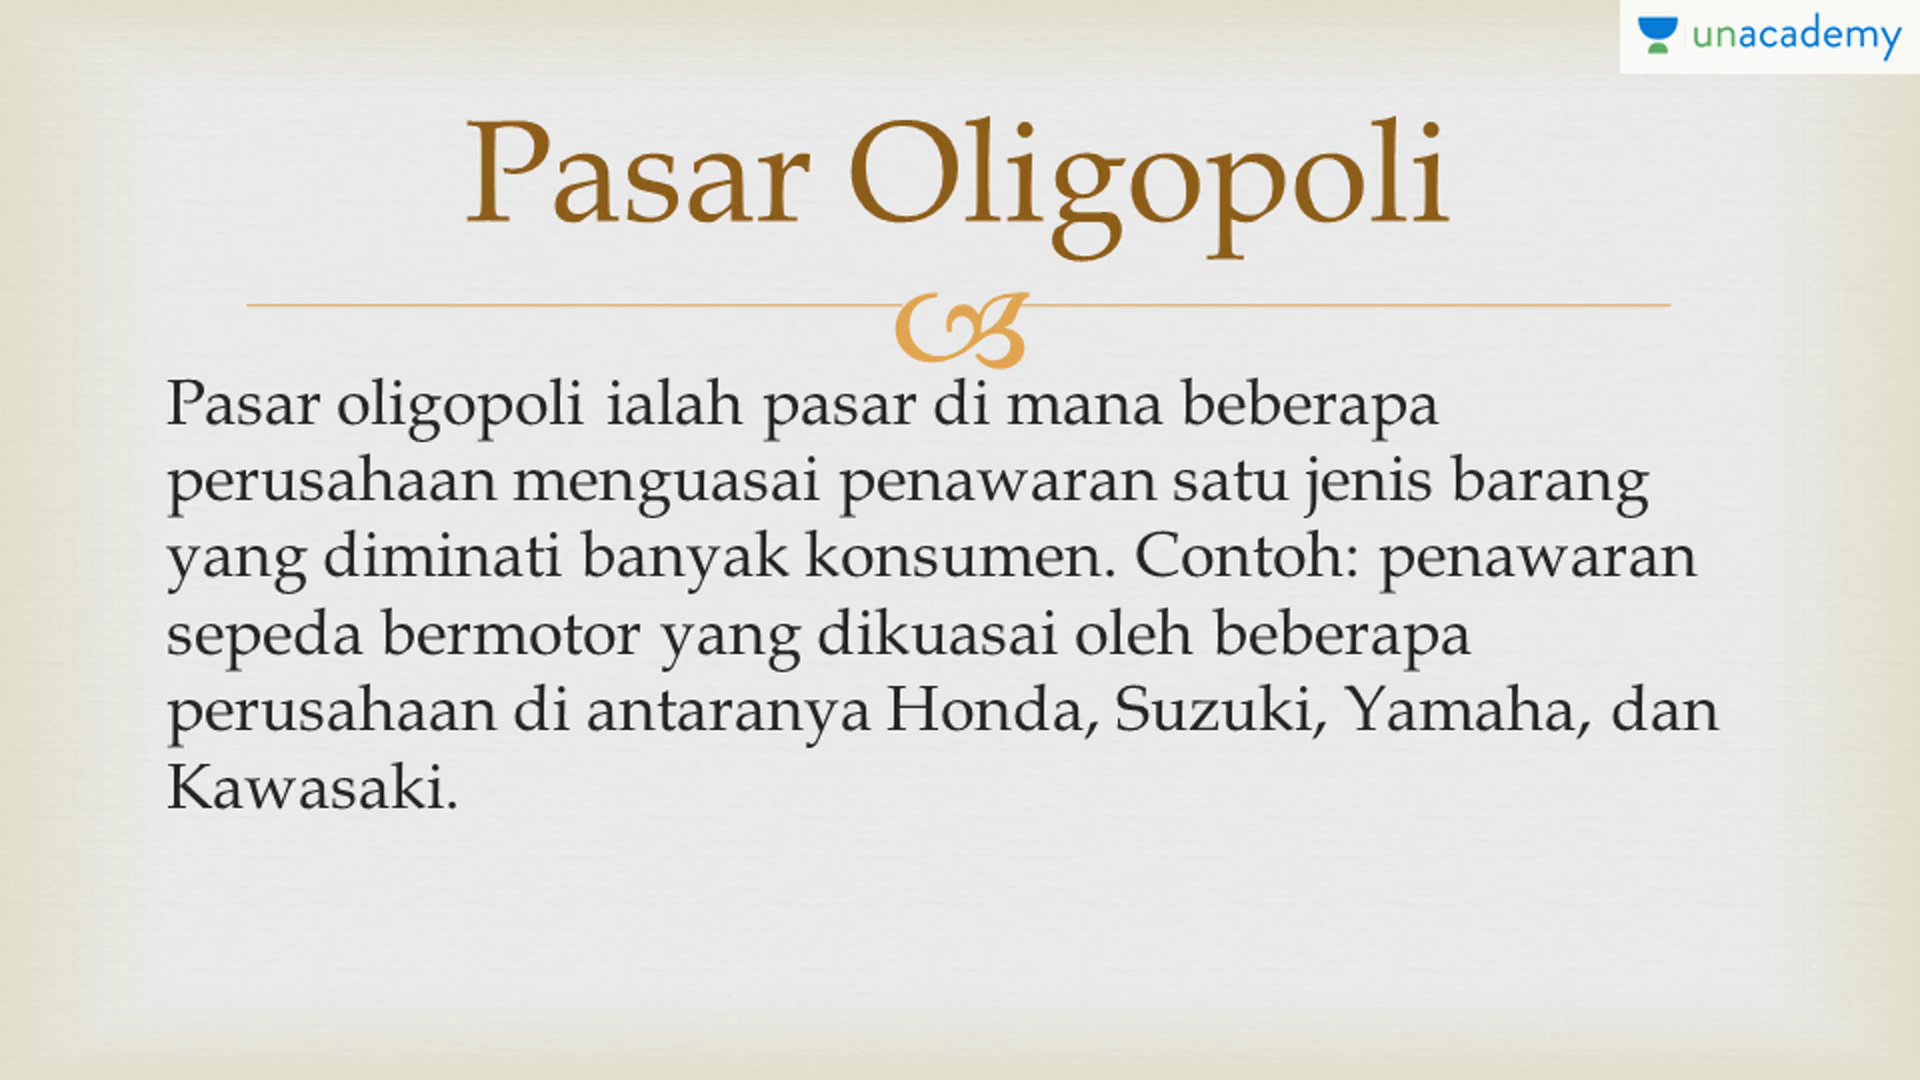 unacademy
Pasar Oligopoli
Pasar oligopoli ialah pasar di mana beberapa
perusahaan menguasai penawaran satu jenis barang
yang diminati banyak konsumen. Contoh: penawaran
sepeda bermotor yang dikuasai oleh beberapa
perusahaan di antaranya Honda, Suzuki, Yamaha, dan
Kawasaki.